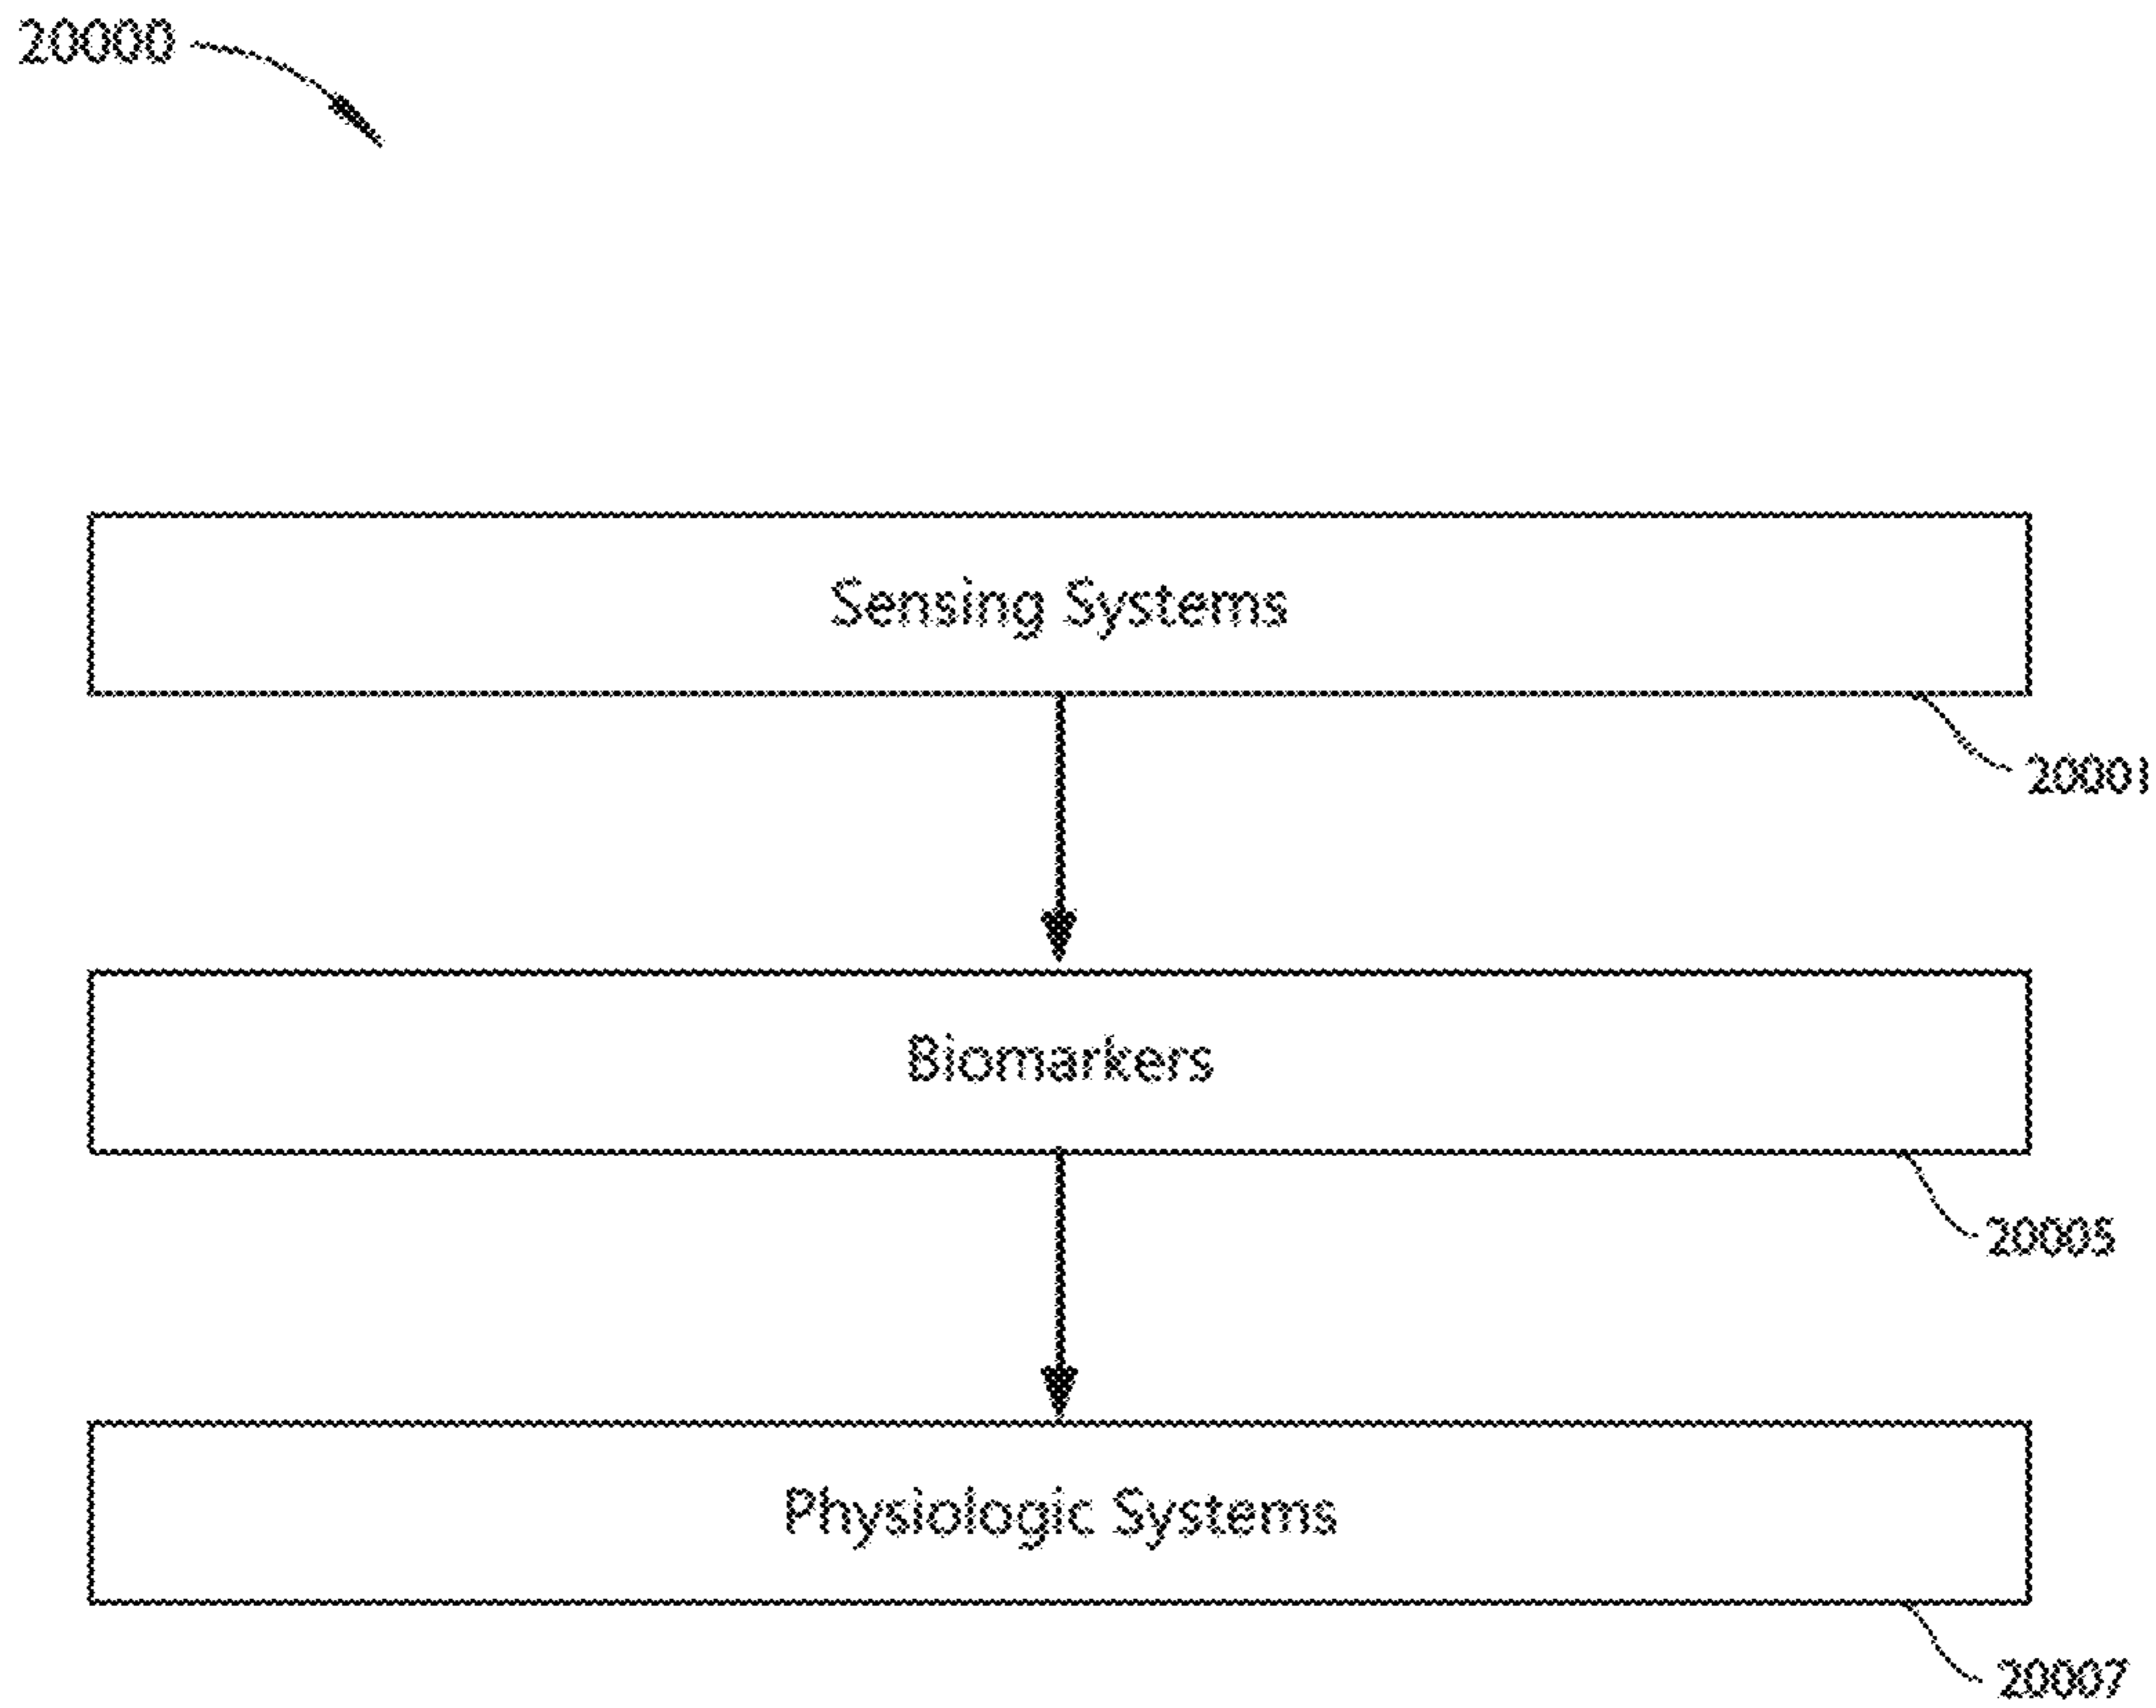 20000
Sensing Systems
20001
Biomarkers
20005
Physiologic Systems
20007